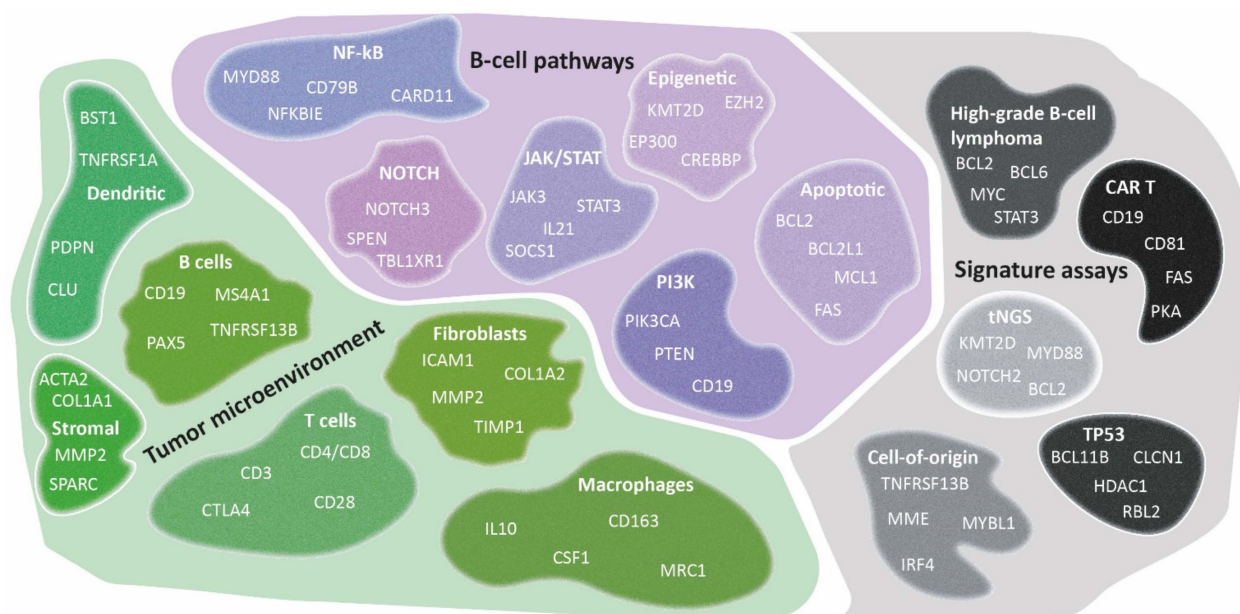 B-cell pathways
NF-kB
MYD88
CD79B
CARD11
NFKBIE
Epigenetic
KMT2D
EZH2
EP300
CREBBP
NOTCH
NOTCH3
SPEN
TBL1XR1
JAK/STAT
JAK3
STAT3
IL21
SOCS1
Apoptotic
BCL2
BCL2L1
MCL1
FAS
PI3K
PIK3CA
PTEN
CD19
Tumor microenvironment
BST1
TNFRSF1A
Dendritic
PDPN
CLU
B cells
CD19
MS4A1
TNFRSF13B
PAX5
ACTA2
COL1A1
Stromal
MMP2
SPARC
Fibroblasts
ICAM1
COL1A2
MMP2
TIMP1
T cells
CD4/CD8
CD3
CD28
CTLA4
Macrophages
IL10
CD163
CSF1
MRC1
Signature assays
High-grade B-cell
lymphoma
BCL2
BCL6
MYC
STAT3
CAR T
CD19
CD81
FAS
PKA
tNGS
KMT2D
MYD88
NOTCH2
BCL2
Cell-of-origin
TNFRSF13B
MME
MYBL1
IRF4
TP53
BCL11B
CLCN1
HDAC1
RBL2